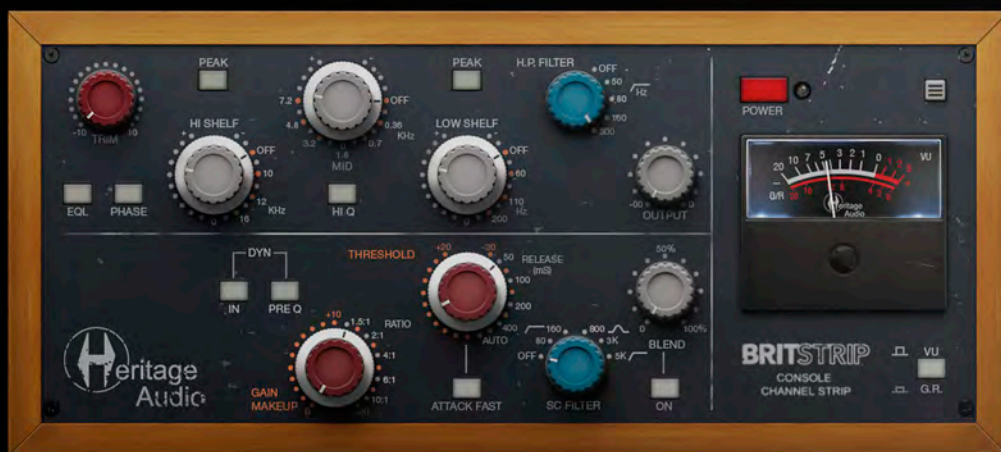 PEAK
PEAK
H.P. FILTER
OFF
50
80
160
300
Hz
-10
10
TRIM
7.2
4.8
3.2
1.6
0.7
0.36
OFF
KHz
MID
HI SHELF
OFF
10
12
16
0
KHz
LOW SHELF
OFF
60
110
200
0
Hz
-00
0
OUTPUT
EQL
PHASE
HI Q
POWER
20 10 7 5 3 2 1 0
VU
G/R
Heritage
Audio
DYN
IN
PRE Q
THRESHOLD
+20
-20
50
100
200
400
AUTO
RELEASE
(mS)
50%
0
100%
BLEND
ON
+10
1.5:1
2:1
4:1
6:1
10:1
RATIO
GAIN
MAKEUP
ATTACK FAST
OFF
80
160
800
3K
5K
SC FILTER
Heritage
Audio
BRITSTRIP
CONSOLE
CHANNEL STRIP
VU
G.R.